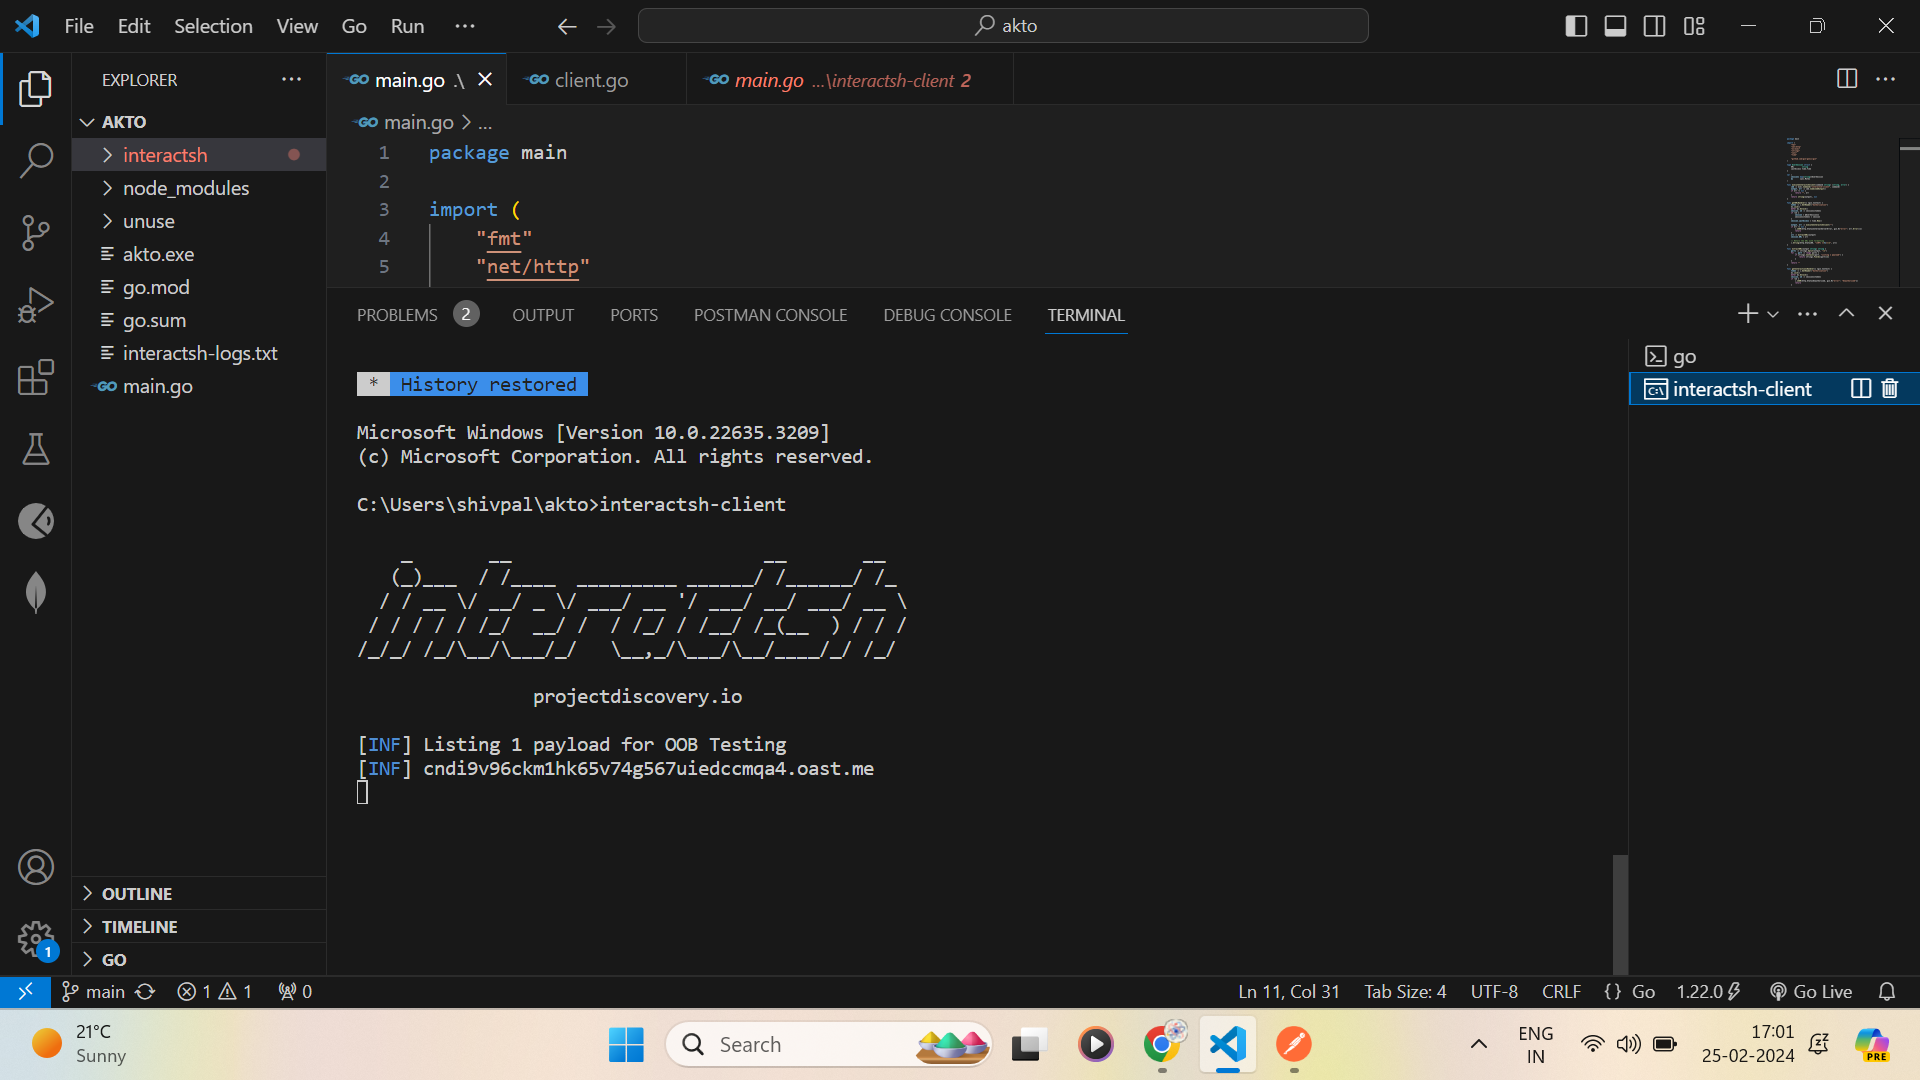 File Edit Selection View Go Run ···
akto
EXPLORER
AKTO
interactsh
node_modules
unuse
akto.exe
go.mod
go.sum
interactsh-logs.txt
main.go
OUTLINE
TIMELINE
GO
main.go .\
client.go
main.go ...\interactsh-client 2
main.go > ...
1 package main
2
3 import (
4 "fmt"
5 "net/http"
PROBLEMS 2 OUTPUT PORTS POSTMAN CONSOLE DEBUG CONSOLE TERMINAL
* History restored
Microsoft Windows [Version 10.0.22635.3209]
(c) Microsoft Corporation. All rights reserved.
C:\Users\shivpal\akto>interactsh-client
interactsh
projectdiscovery.io
[INF] Listing 1 payload for OOB Testing
[INF] cndi9v96ckm1hk65v74g567uiedccmqa4.oast.me
go
interactsh-client
1
main 1 1 0
Ln 11, Col 31 Tab Size: 4 UTF-8 CRLF {} Go 1.22.0 Go Live
21°C
Sunny
Search
ENG
IN
17:01
25-02-2024
PRE